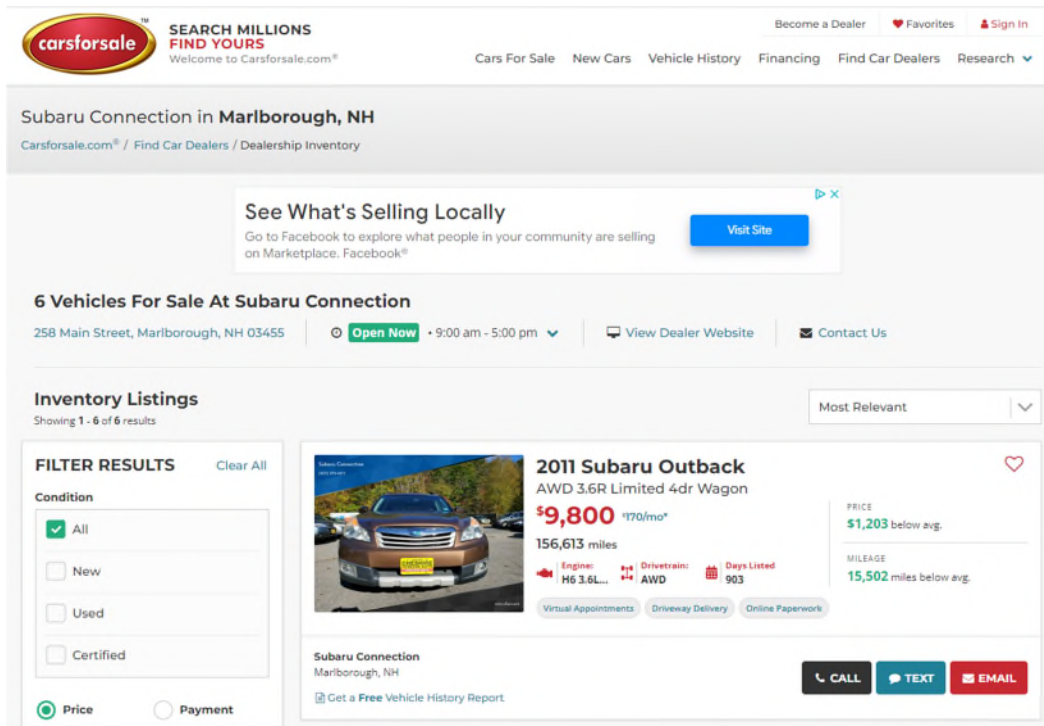 carsforsale
TM
SEARCH MILLIONS
FIND YOURS
Welcome to Carsforsale.com®
Become a Dealer
Favorites
Sign In
Cars For Sale
New Cars
Vehicle History
Financing
Find Car Dealers
Research
Subaru Connection in Marlborough, NH
Carsforsale.com® / Find Car Dealers / Dealership Inventory
See What's Selling Locally
Go to Facebook to explore what people in your community are selling
on Marketplace. Facebook®
Visit Site
6 Vehicles For Sale At Subaru Connection
258 Main Street, Marlborough, NH 03455
Open Now • 9:00 am - 5:00 pm
View Dealer Website
Contact Us
Inventory Listings
Showing 1 - 6 of 6 results
Most Relevant
FILTER RESULTS
Clear All
Condition
All
New
Used
Certified
Price
Payment
Subaru Connection
2011 Subaru Outback
AWD 3.6R Limited 4dr Wagon
$9,800 $170/mo*
156,613 miles
Engine:
H6 3.6L...
Drivetrain:
AWD
Days Listed
903
Virtual Appointments
Driveway Delivery
Online Paperwork
PRICE
$1,203 below avg.
MILEAGE
15,502 miles below avg.
Subaru Connection
Marlborough, NH
Get a Free Vehicle History Report
CALL
TEXT
EMAIL